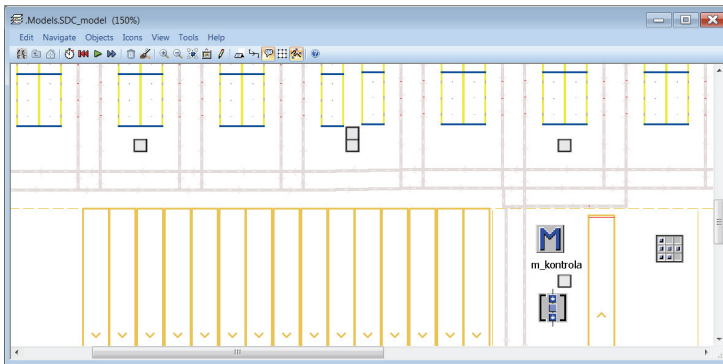 .Models.SDC_model (150%)
Edit Navigate Objects Icons View Tools Help
M
m_kontrola